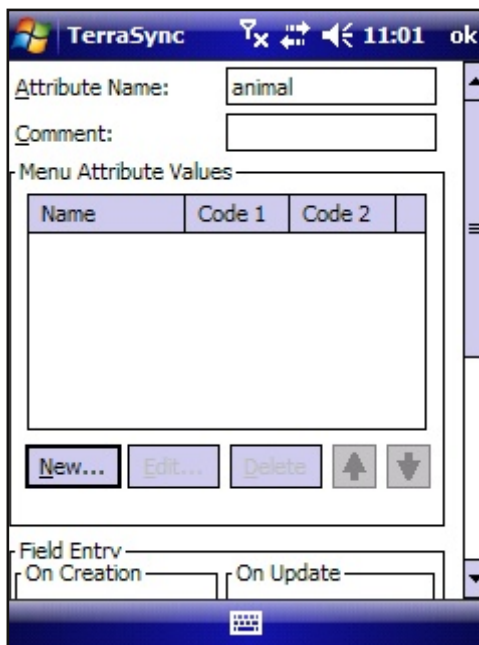 TerraSync 11:01 ok
Attribute Name: animal
Comment:
Menu Attribute Values
Name Code 1 Code 2
New... Edit... Delete
Field Entry
On Creation On Update